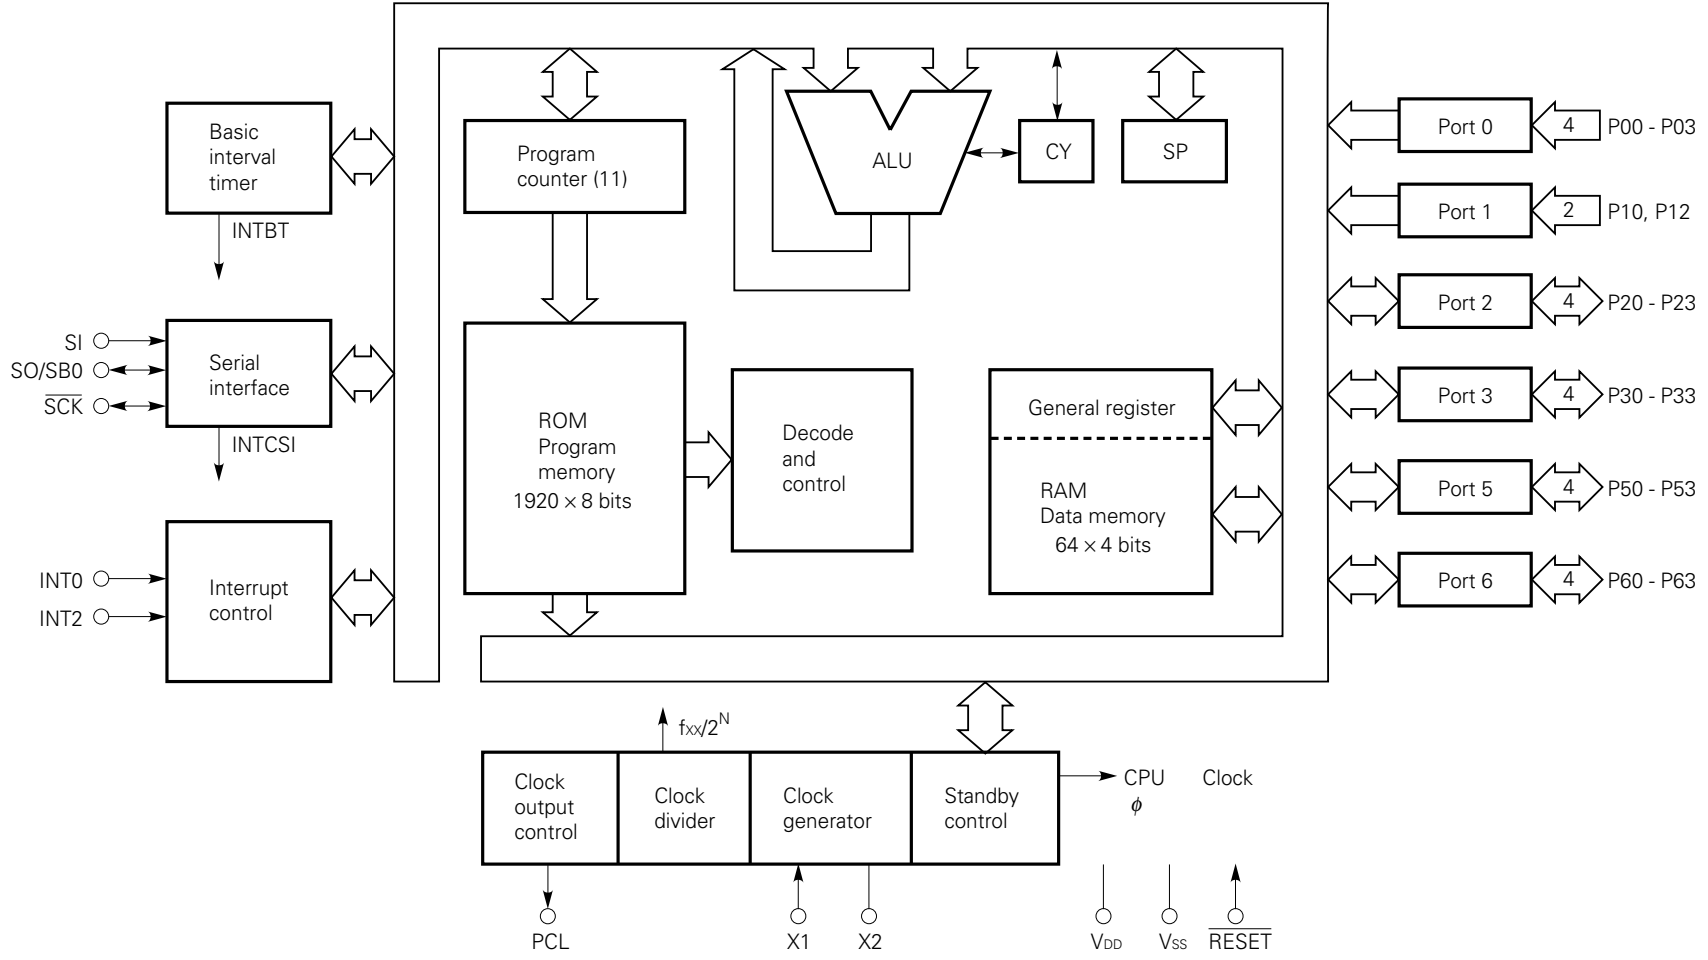 Basic
interval
timer
INTBT
SI
SO/SB0
SCK
Serial
interface
INTCSI
INT0
INT2
Interrupt
control
Program
counter (11)
ALU
CY
SP
ROM
Program
memory
1920 × 8 bits
Decode
and
control
General register
RAM
Data memory
64 × 4 bits
Port 0
4
P00 - P03
Port 1
2
P10, P12
Port 2
4
P20 - P23
Port 3
4
P30 - P33
Port 5
4
P50 - P53
Port 6
4
P60 - P63
fxx/2^N
Clock
output
control
Clock
divider
Clock
generator
Standby
control
CPU Clock
ϕ
PCL
X1
X2
VDD
VSS
RESET